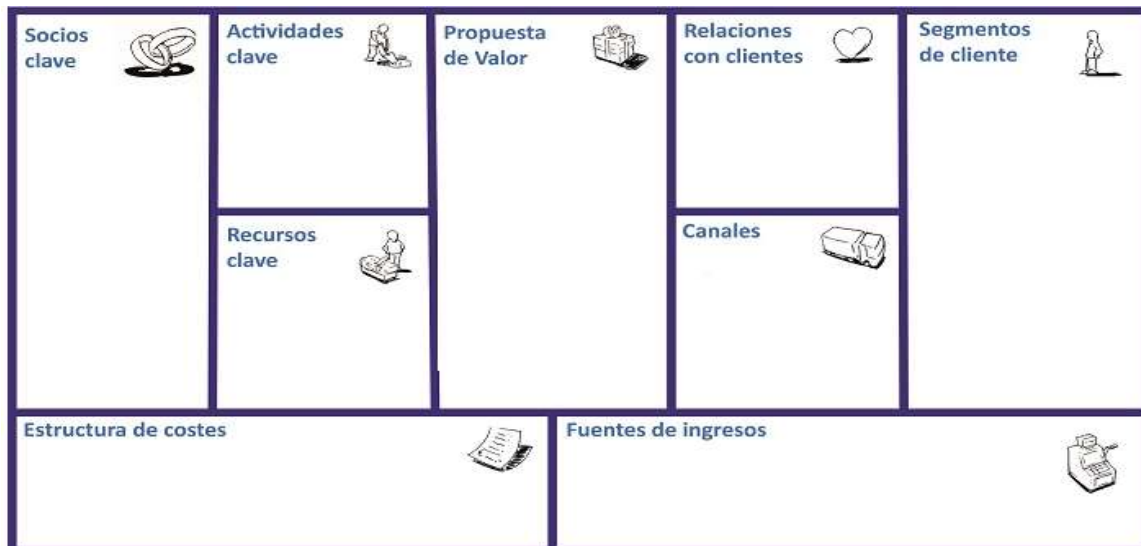 Socios
clave
Actividades
clave
Propuesta
de Valor
Relaciones
con clientes
Segmentos
de cliente
Recursos
clave
Canales
Estructura de costes
Fuentes de ingresos